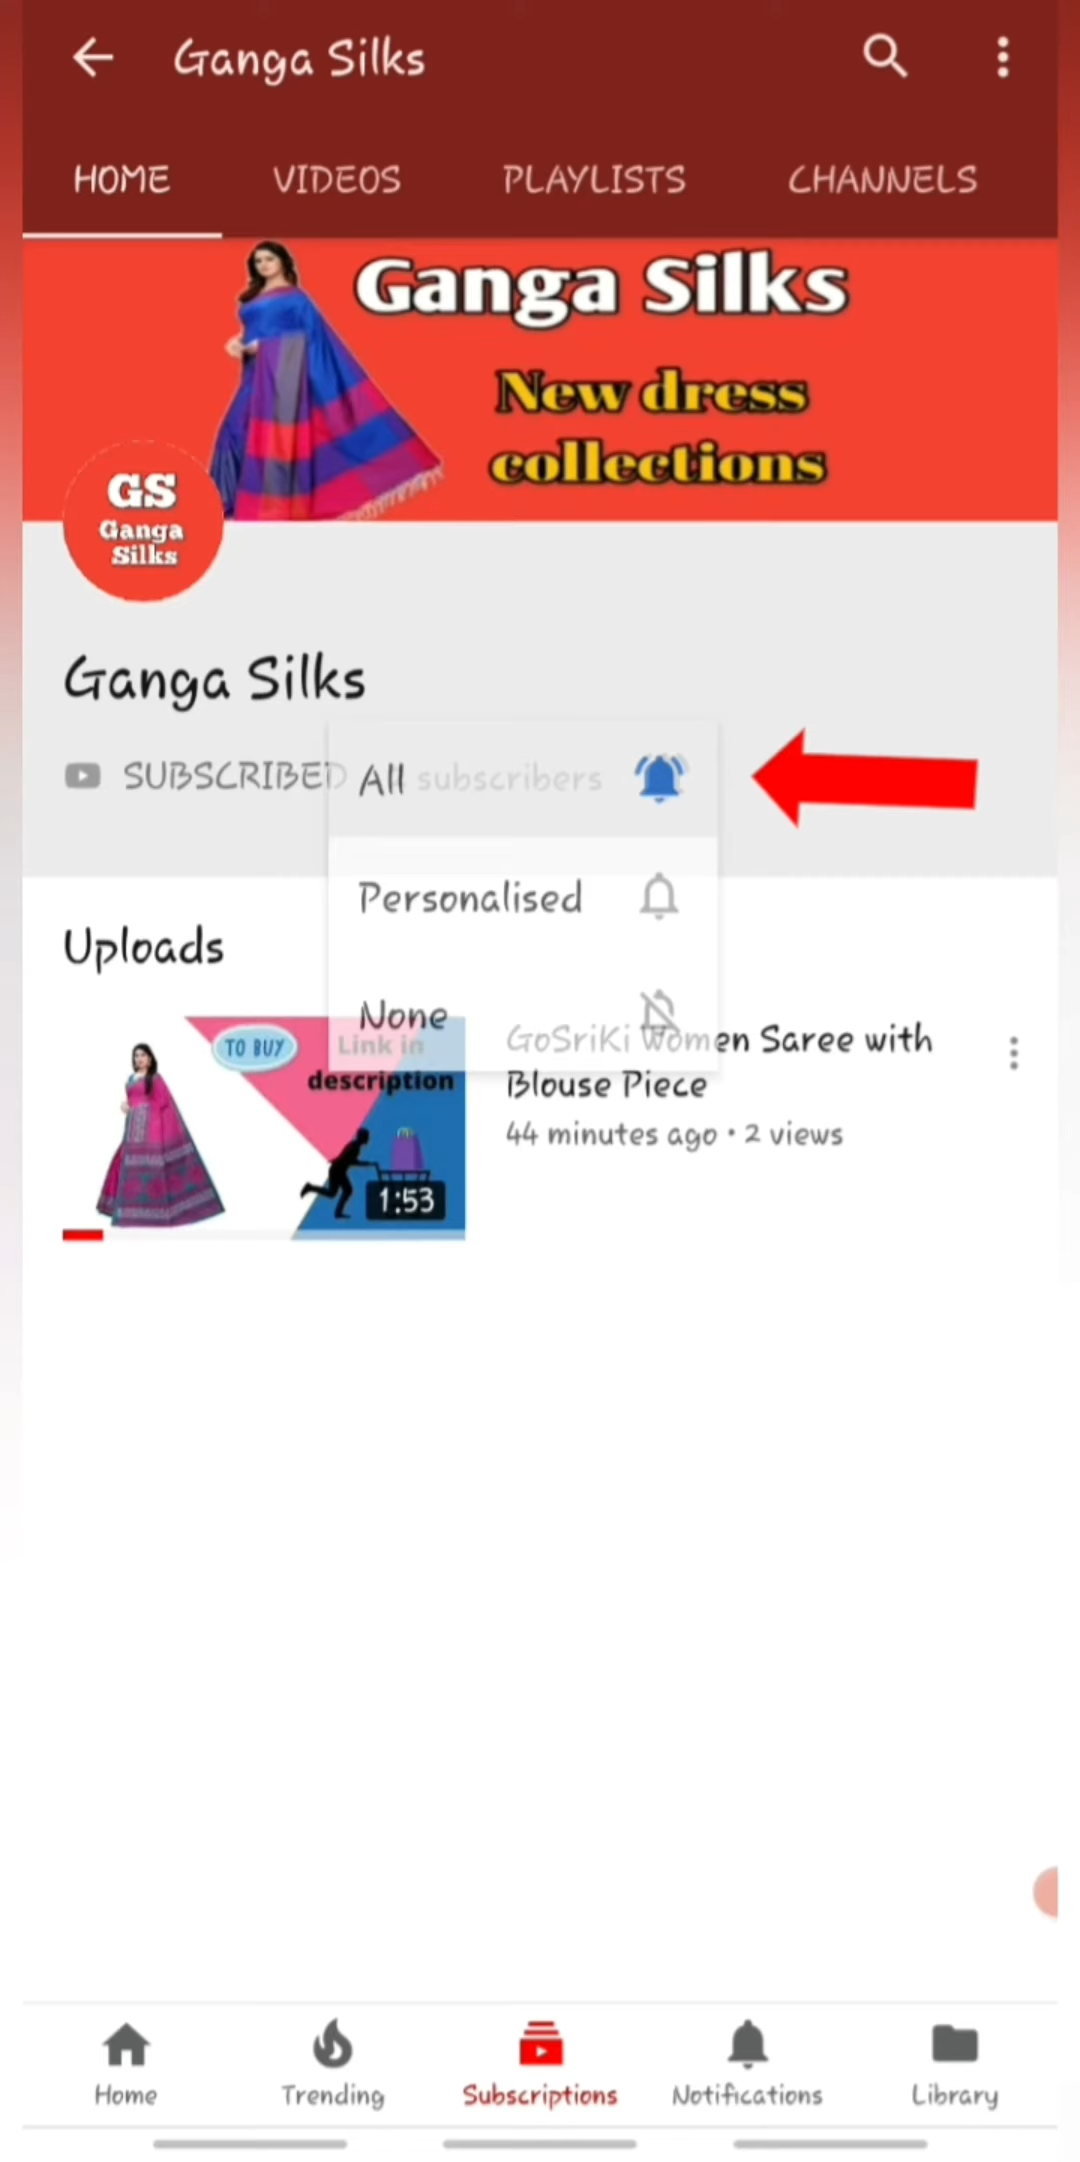 Ganga Silks
HOME VIDEOS PLAYLISTS CHANNELS
Ganga Silks
New dress
collections
GS
Ganga
Silks
Ganga Silks
SUBSCRIBED All subscribers
Personalised
Uploads
None
TO BUY Link in
description
1:53
GoSriKi Women Saree with
Blouse Piece
44 minutes ago • 2 views
Home Trending Subscriptions Notifications Library